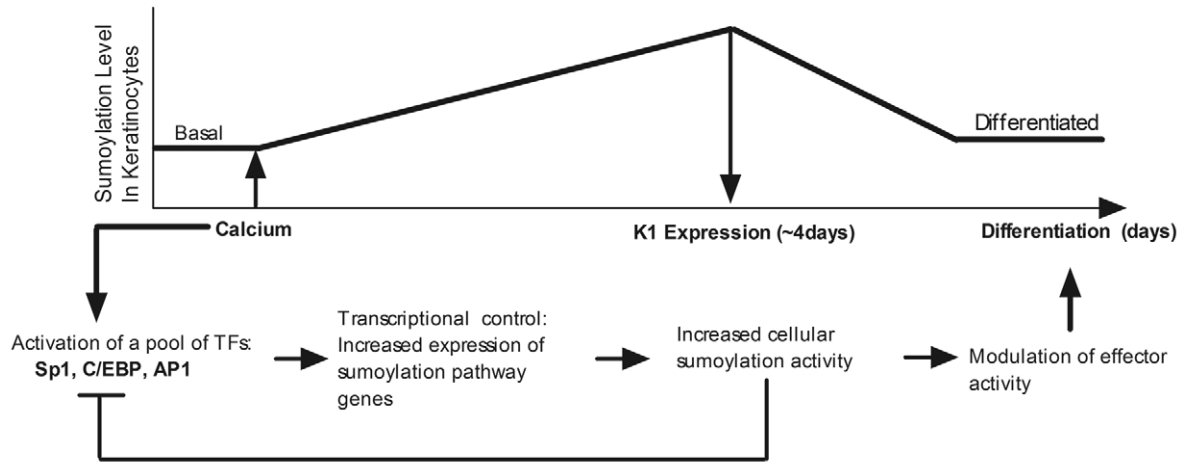 Sumoylation Level
In Keratinocytes
Basal
Differentiated
Calcium
K1 Expression (~4days)
Differentiation (days)
Activation of a pool of TFs:
Sp1, C/EBP, AP1
Transcriptional control:
Increased expression of
sumoylation pathway
genes
Increased cellular
sumoylation activity
Modulation of effector
activity